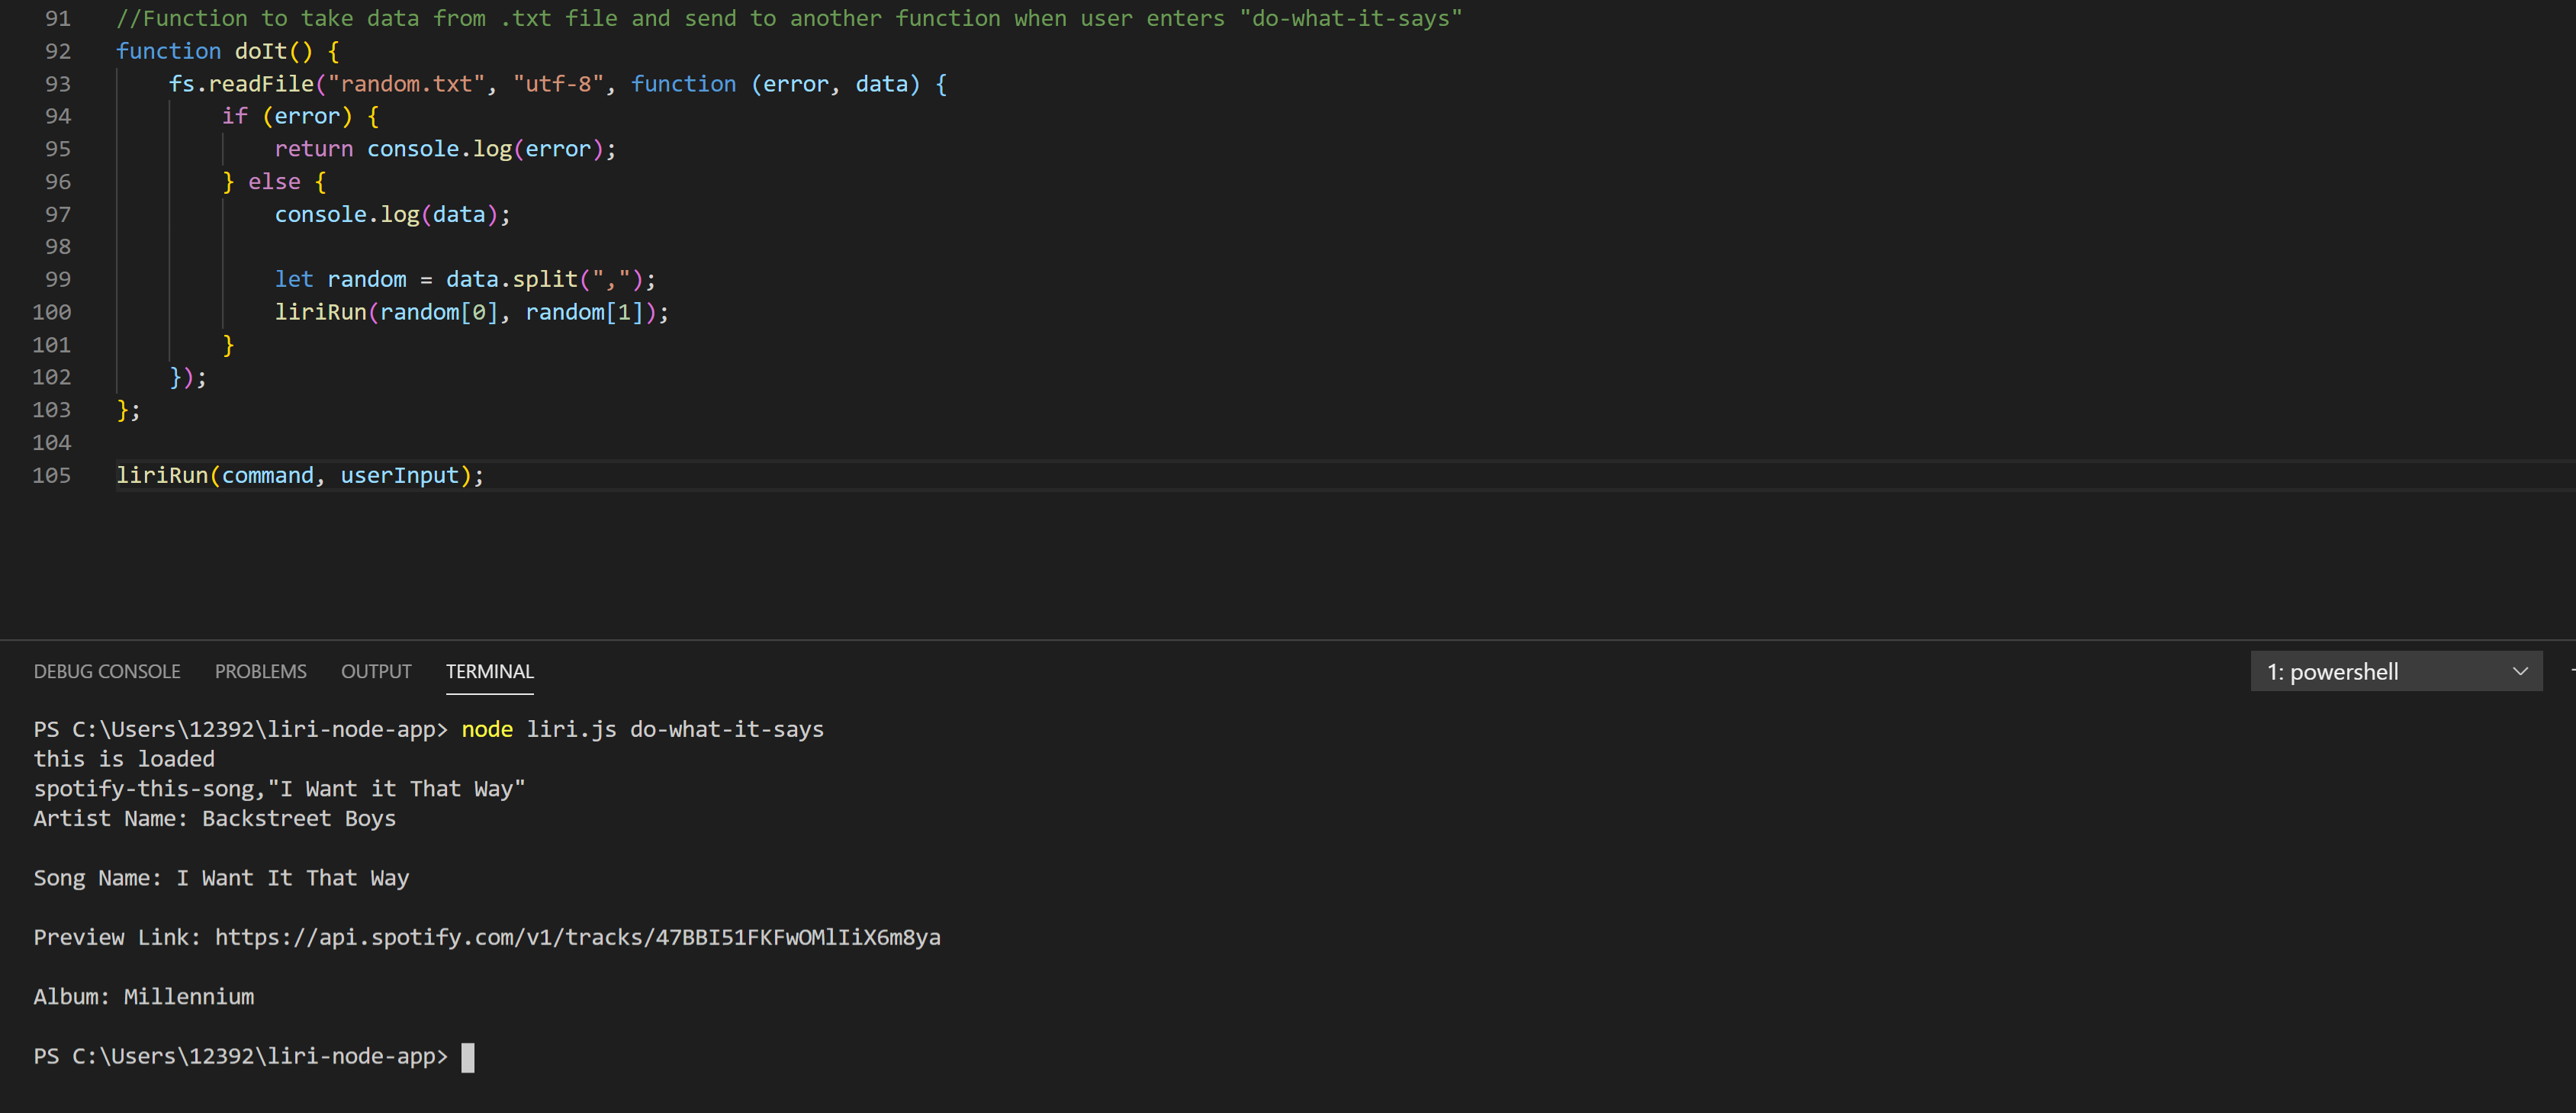 91 //Function to take data from .txt file and send to another function when user enters "do-what-it-says"
92 function doIt() {
93 fs.readFile("random.txt", "utf-8", function (error, data) {
94 if (error) {
95 return console.log(error);
96 } else {
97 console.log(data);
98
99 let random = data.split(",");
100 liriRun(random[0], random[1]);
101 }
102 });
103 };
104
105 liriRun(command, userInput);
DEBUG CONSOLE PROBLEMS OUTPUT TERMINAL 1: powershell
PS C:\Users\12392\liri-node-app> node liri.js do-what-it-says
this is loaded
spotify-this-song,"I Want it That Way"
Artist Name: Backstreet Boys
Song Name: I Want It That Way
Preview Link: https://api.spotify.com/v1/tracks/47BBI51FKFwOMlIiX6m8ya
Album: Millennium
PS C:\Users\12392\liri-node-app>